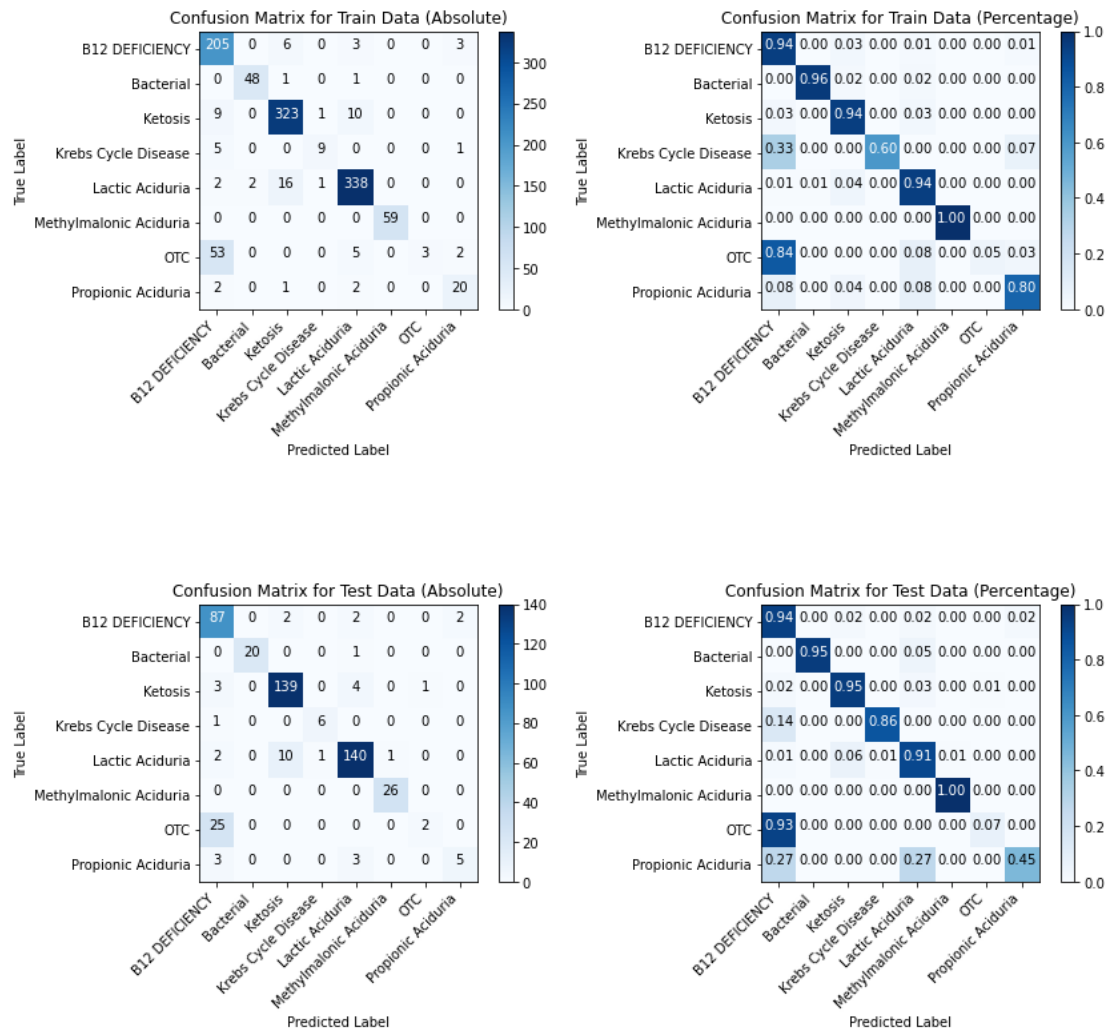 Confusion Matrix for Train Data (Absolute)
True Label
B12 DEFICIENCY 205 0 6 0 3 0 0 3
Bacterial 0 48 1 0 1 0 0 0
Ketosis 9 0 323 1 10 0 0 0
Krebs Cycle Disease 5 0 0 9 0 0 0 1
Lactic Aciduria 2 2 16 1 338 0 0 0
Methylmalonic Aciduria 0 0 0 0 0 59 0 0
OTC 53 0 0 0 5 0 3 2
Propionic Aciduria 2 0 1 0 2 0 0 20
B12 DEFICIENCY
Bacterial
Ketosis
Krebs Cycle Disease
Lactic Aciduria
Methylmalonic Aciduria
OTC
Propionic Aciduria
Predicted Label
300
250
200
150
100
50
0
Confusion Matrix for Train Data (Percentage)
True Label
B12 DEFICIENCY 0.94 0.00 0.03 0.00 0.01 0.00 0.00 0.01
Bacterial 0.00 0.96 0.02 0.00 0.02 0.00 0.00 0.00
Ketosis 0.03 0.00 0.94 0.00 0.03 0.00 0.00 0.00
Krebs Cycle Disease 0.33 0.00 0.00 0.60 0.00 0.00 0.00 0.07
Lactic Aciduria 0.01 0.01 0.04 0.00 0.94 0.00 0.00 0.00
Methylmalonic Aciduria 0.00 0.00 0.00 0.00 0.00 1.00 0.00 0.00
OTC 0.84 0.00 0.00 0.00 0.08 0.00 0.05 0.03
Propionic Aciduria 0.08 0.00 0.04 0.00 0.08 0.00 0.00 0.80
B12 DEFICIENCY
Bacterial
Ketosis
Krebs Cycle Disease
Lactic Aciduria
Methylmalonic Aciduria
OTC
Propionic Aciduria
Predicted Label
1.0
0.8
0.6
0.4
0.2
0.0
Confusion Matrix for Test Data (Absolute)
True Label
B12 DEFICIENCY 87 0 2 0 2 0 0 2
Bacterial 0 20 0 0 1 0 0 0
Ketosis 3 0 139 0 4 0 1 0
Krebs Cycle Disease 1 0 0 6 0 0 0 0
Lactic Aciduria 2 0 10 1 140 1 0 0
Methylmalonic Aciduria 0 0 0 0 0 26 0 0
OTC 25 0 0 0 0 0 2 0
Propionic Aciduria 3 0 0 0 3 0 0 5
B12 DEFICIENCY
Bacterial
Ketosis
Krebs Cycle Disease
Lactic Aciduria
Methylmalonic Aciduria
OTC
Propionic Aciduria
Predicted Label
140
120
100
80
60
40
20
0
Confusion Matrix for Test Data (Percentage)
True Label
B12 DEFICIENCY 0.94 0.00 0.02 0.00 0.02 0.00 0.00 0.02
Bacterial 0.00 0.95 0.00 0.00 0.05 0.00 0.00 0.00
Ketosis 0.02 0.00 0.95 0.00 0.03 0.00 0.01 0.00
Krebs Cycle Disease 0.14 0.00 0.00 0.86 0.00 0.00 0.00 0.00
Lactic Aciduria 0.01 0.00 0.06 0.01 0.91 0.01 0.00 0.00
Methylmalonic Aciduria 0.00 0.00 0.00 0.00 0.00 1.00 0.00 0.00
OTC 0.93 0.00 0.00 0.00 0.00 0.00 0.07 0.00
Propionic Aciduria 0.27 0.00 0.00 0.00 0.27 0.00 0.00 0.45
B12 DEFICIENCY
Bacterial
Ketosis
Krebs Cycle Disease
Lactic Aciduria
Methylmalonic Aciduria
OTC
Propionic Aciduria
Predicted Label
1.0
0.8
0.6
0.4
0.2
0.0